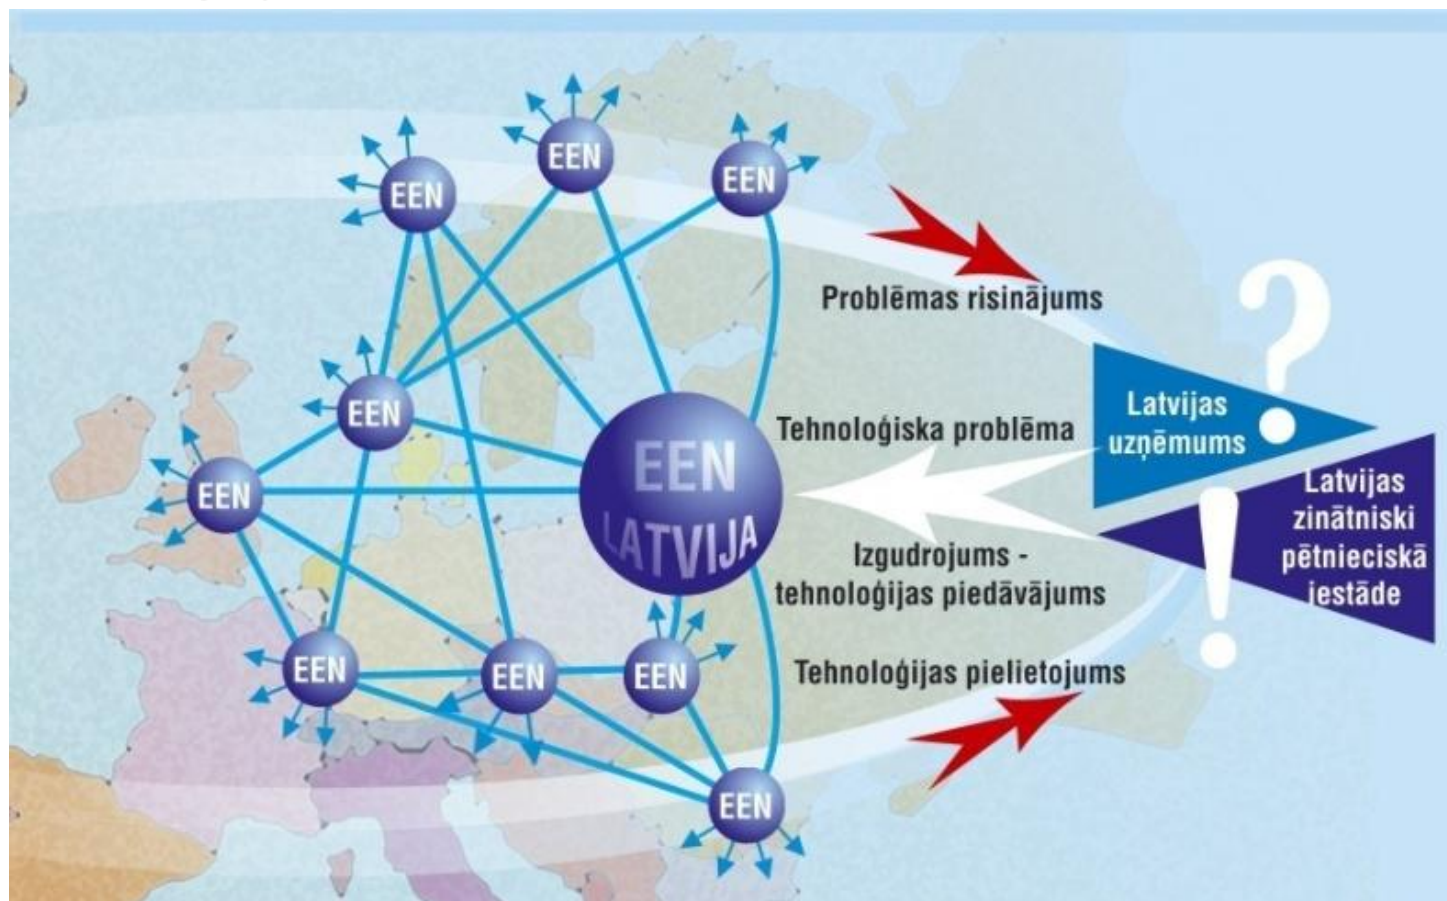 EEN
EEN
EEN
Problēmas risinājums
?
EEN
Latvijas
uzņēmums
Tehnoloģiska problēma
EEN
LATVIJA
EEN
!
Latvijas
zinātniski
pētnieciskā
iestāde
Izgudrojums -
tehnoloģijas piedāvājums
EEN
EEN
EEN
Tehnoloģijas pielietojums
EEN